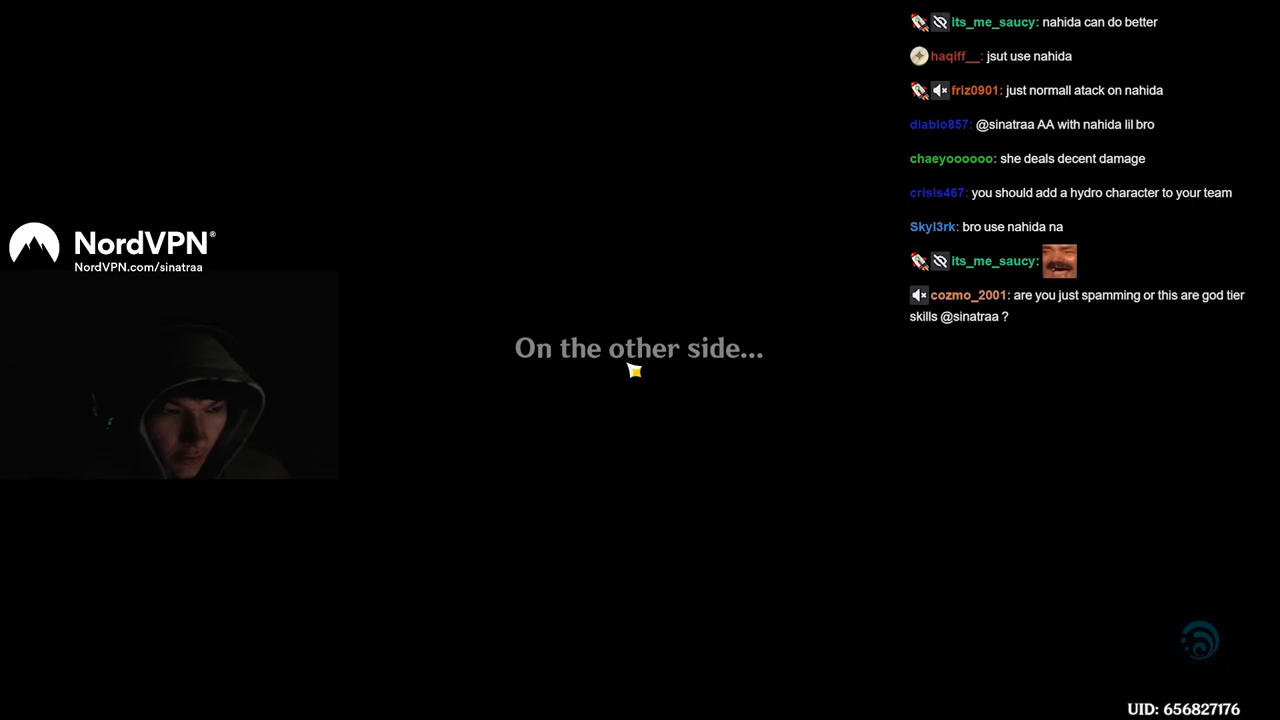 its_me_saucy: nahida can do better
haqiff__: jsut use nahida
friz0901: just normall atack on nahida
diablo857: @sinatraa AA with nahida lil bro
chaeyoooooo: she deals decent damage
crisis467: you should add a hydro character to your team
Skyl3rk: bro use nahida na
its_me_saucy:
cozmo_2001: are you just spamming or this are god tier
skills @sinatraa ?
NordVPN®
NordVPN.com/sinatraa
On the other side...
UID: 656827176